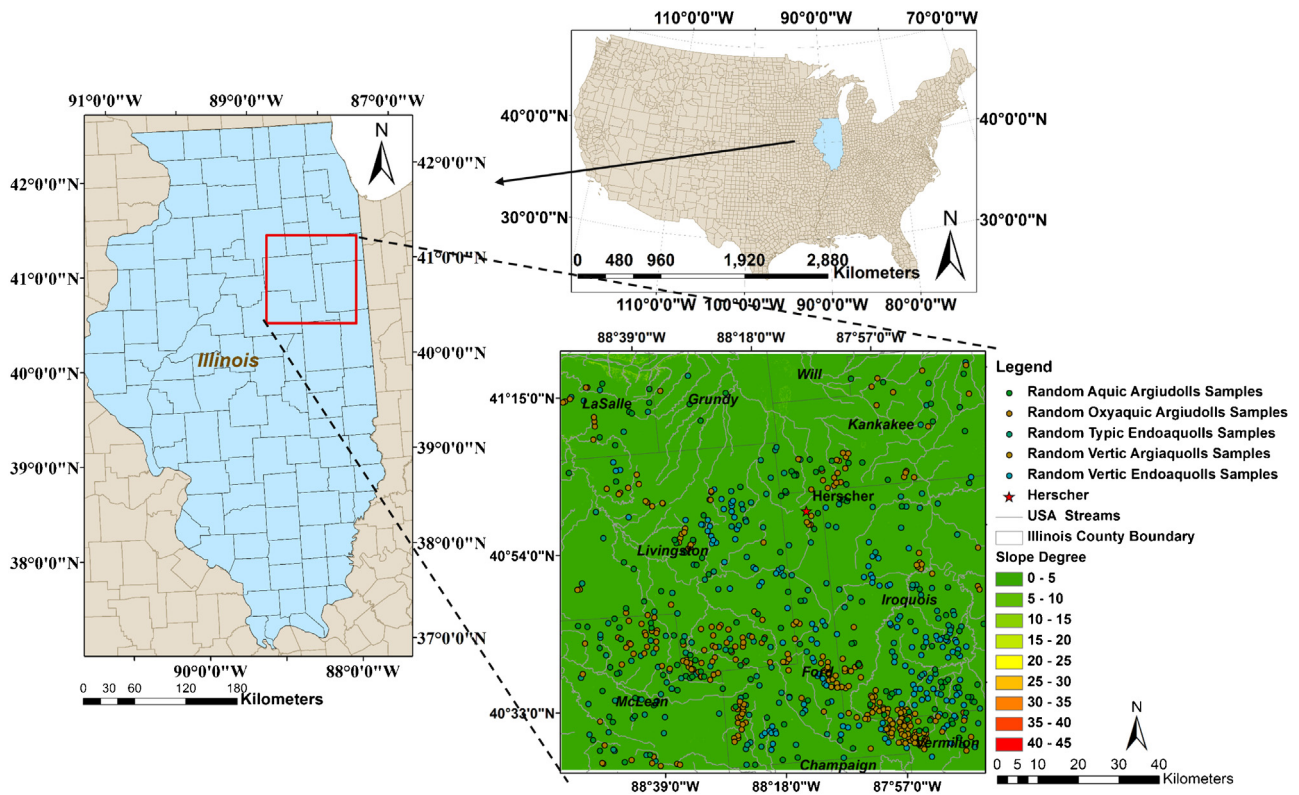 110°0'0"W 90°0'0"W 70°0'0"W
40°0'0"N
40°0'0"N
30°0'0"N
30°0'0"N
N
0 480 960 1,920 2,880
Kilometers
110°0'0"W 100°0'0"W 90°0'0"W 80°0'0"W
91°0'0"W 89°0'0"W 87°0'0"W
N
42°0'0"N
42°0'0"N
41°0'0"N
41°0'0"N
40°0'0"N
40°0'0"N
39°0'0"N
39°0'0"N
38°0'0"N
38°0'0"N
37°0'0"N
Illinois
90°0'0"W 88°0'0"W
0 30 60 120 180
Kilometers
88°39'0"W 88°18'0"W 87°57'0"W
41°15'0"N
40°54'0"N
40°33'0"N
Will
LaSalle
Grundy
Kankakee
Herscher
Livingston
Iroquois
Ford
McLean
Vermilion
Champaign
88°39'0"W 88°18'0"W 87°57'0"W
Legend
Random Aquic Argiudolls Samples
Random Oxyaquic Argiudolls Samples
Random Typic Endoaquolls Samples
Random Vertic Argiaquolls Samples
Random Vertic Endoaquolls Samples
Herscher
USA Streams
Illinois County Boundary
Slope Degree
0 - 5
5 - 10
10 - 15
15 - 20
20 - 25
25 - 30
30 - 35
35 - 40
40 - 45
N
0 5 10 20 30 40
Kilometers